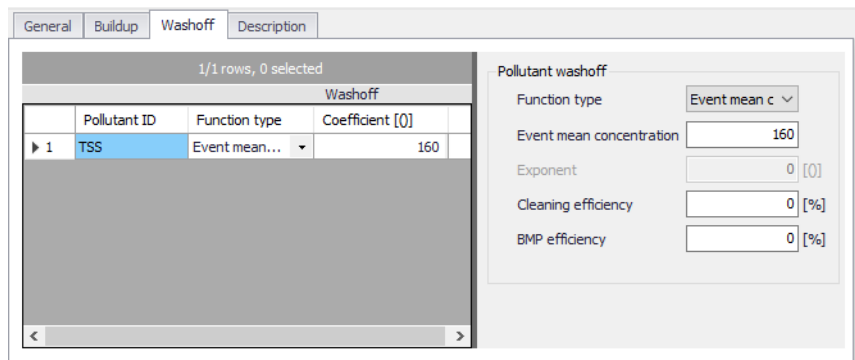 General Buildup Washoff Description
1/1 rows, 0 selected
Washoff
Pollutant ID Function type Coefficient [()]
1 TSS Event mean... 160
Pollutant washoff
Function type Event mean c
Event mean concentration 160
Exponent 0 [()]
Cleaning efficiency 0 [%]
BMP efficiency 0 [%]